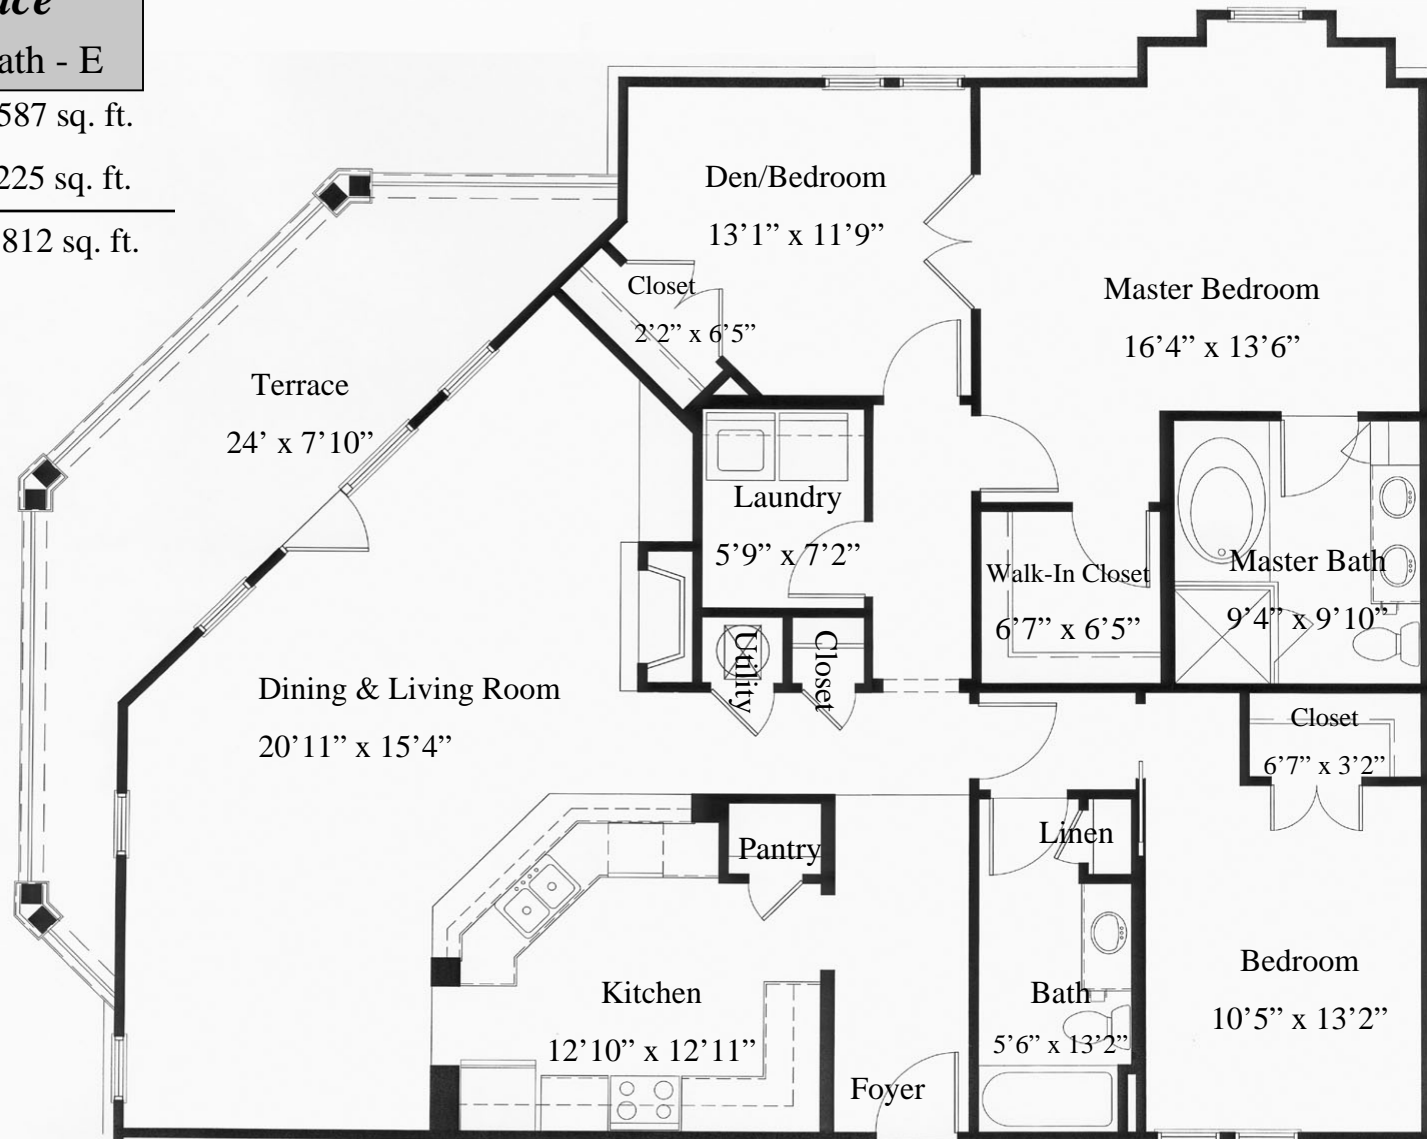 ath - E
587 sq. ft.
225 sq. ft.
812 sq. ft.
Den/Bedroom
13’1” x 11’9”
Closet
2’2” x 6’5”
Master Bedroom
16’4” x 13’6”
Terrace
24’ x 7’10”
Laundry
5’9” x 7’2”
Walk-In Closet
6’7” x 6’5”
Master Bath
9’4” x 9’10”
Utility
Closet
Dining & Living Room
20’11” x 15’4”
Closet
6’7” x 3’2”
Pantry
Linen
Kitchen
12’10” x 12’11”
Bath
5’6” x 13’2”
Bedroom
10’5” x 13’2”
Foyer